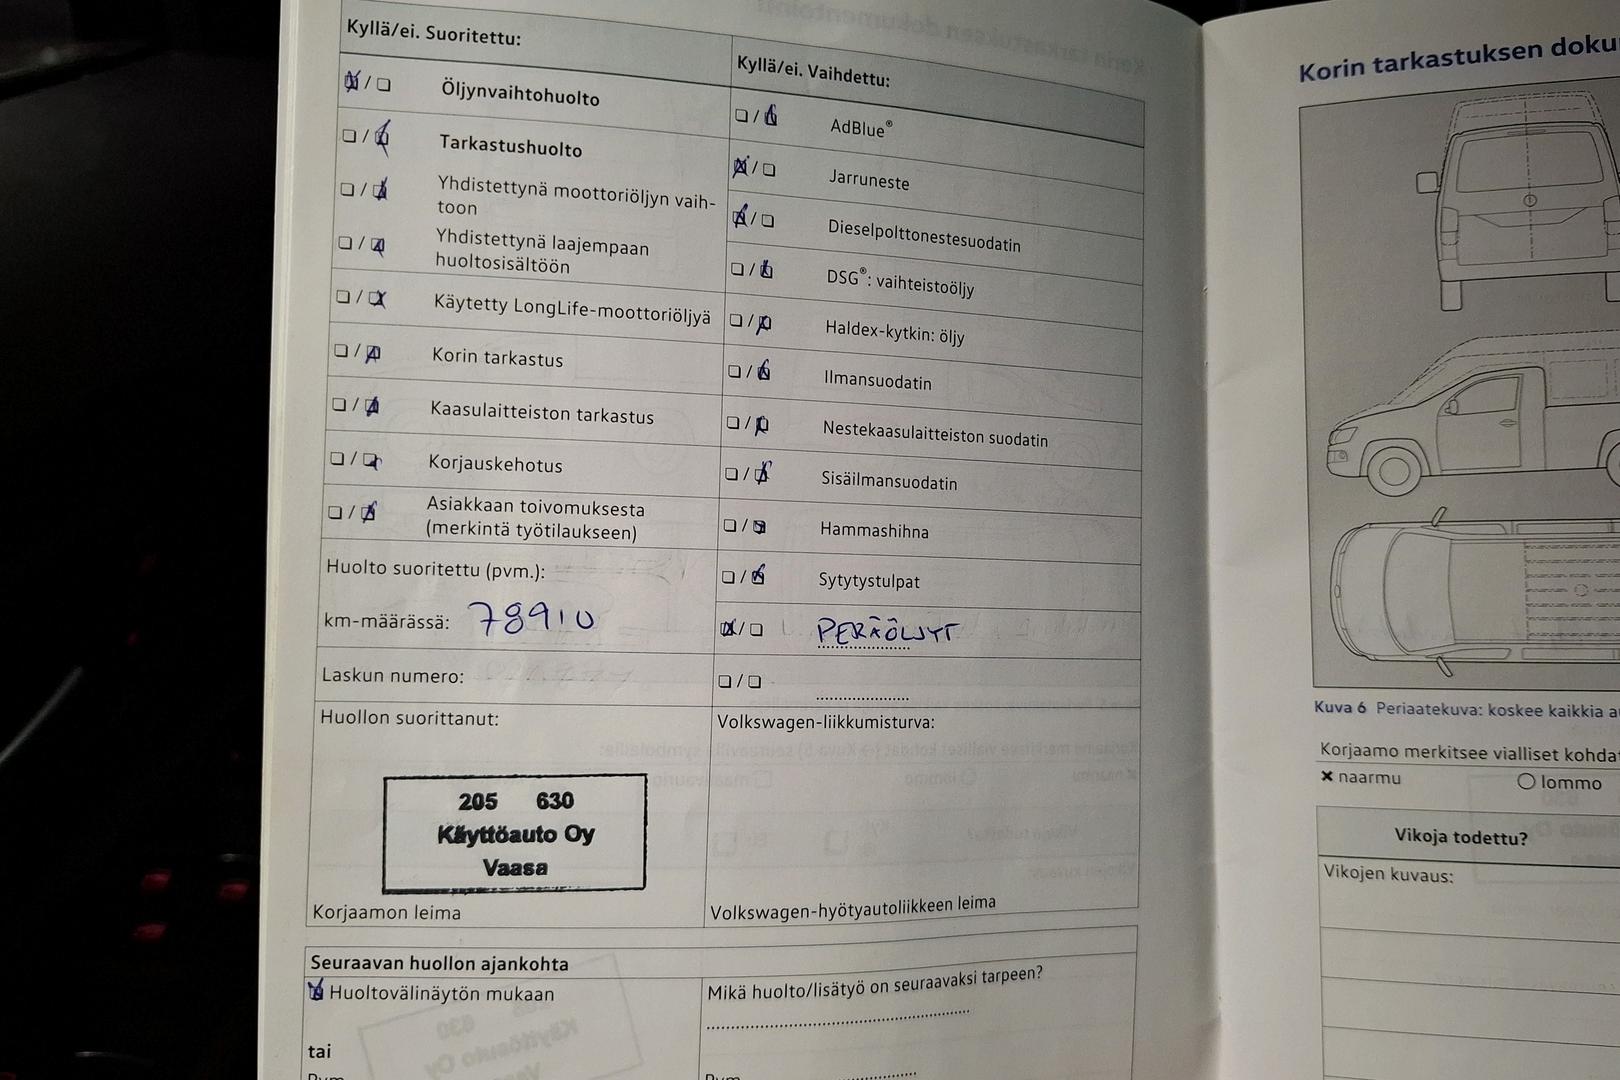 Kyllä/ei. Suoritettu:
Öljynvaihtohuolto
Tarkastushuolto
Yhdistettynä moottoriöljyn vaih-
toon
Yhdistettynä laajempaan
huoltosisältöön
Käytetty LongLife-moottoriöljyä
Korin tarkastus
Kaasulaitteiston tarkastus
Korjauskehotus
Asiakkaan toivomuksesta
(merkintä työtilaukseen)
Huolto suoritettu (pvm.):
km-määrässä: 78910
Laskun numero:
Huollon suorittanut:
205 630
Käyttöauto Oy
Vaasa
Korjaamon leima
Kyllä/ei. Vaihdettu:
AdBlue®
Jarruneste
Dieselpolttonestesuodatin
DSG®: vaihteistoöljy
Haldex-kytkin: öljy
Ilmansuodatin
Nestekaasulaitteiston suodatin
Sisäilmansuodatin
Hammashihna
Sytytystulpat
PERÄÖLJYT
Volkswagen-liikkumisturva:
Volkswagen-hyötyautoliikkeen leima
Seuraavan huollon ajankohta
Huoltovälinäytön mukaan
tai
Mikä huolto/lisätyö on seuraavaksi tarpeen?
Korin tarkastuksen doku
Kuva 6 Periaatekuva: koskee kaikkia a
Korjaamo merkitsee vialliset kohda
naarmu
lommo
Vikoja todettu?
Vikojen kuvaus: